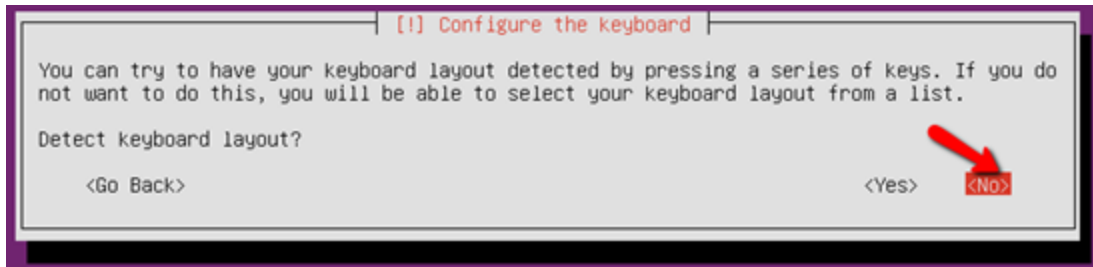 [!] Configure the keyboard
You can try to have your keyboard layout detected by pressing a series of keys. If you do
not want to do this, you will be able to select your keyboard layout from a list.
Detect keyboard layout?
<Go Back> <Yes> <No>